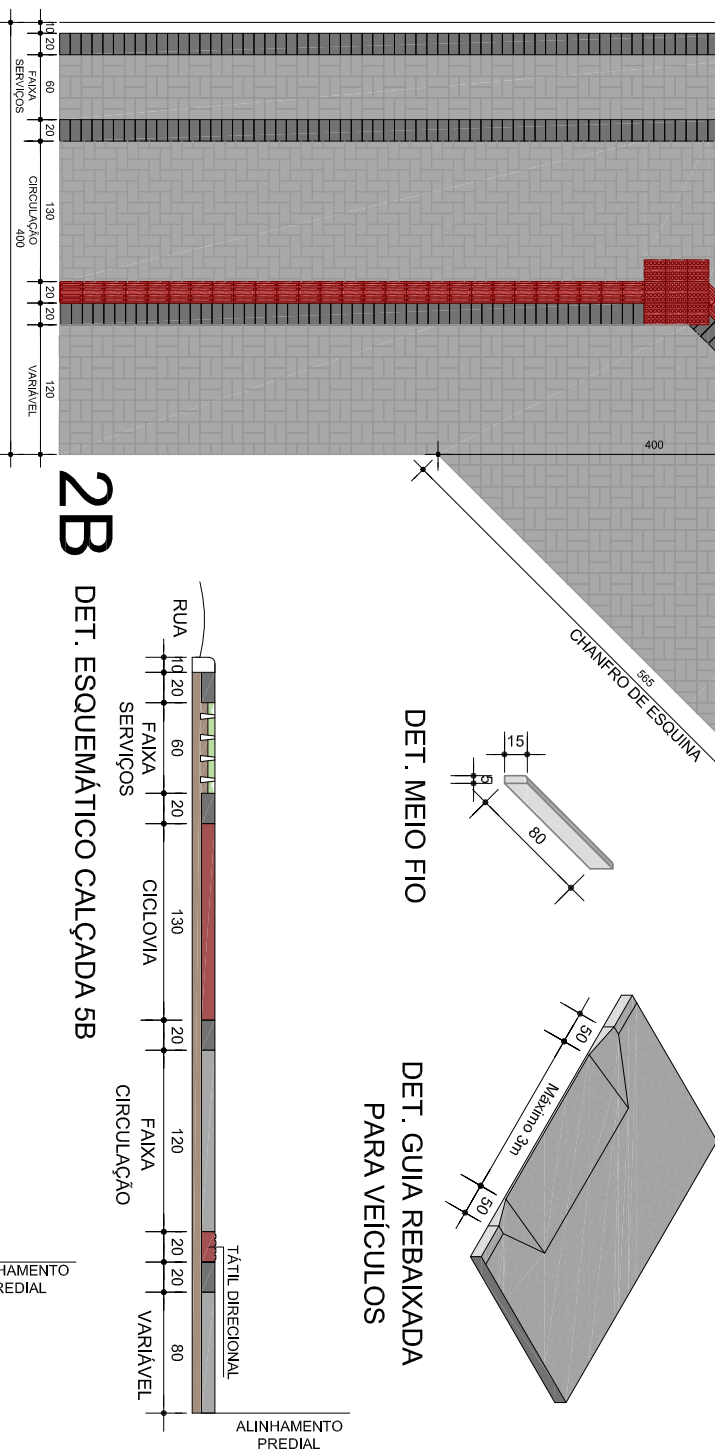 10
20
60
20
130
20
20
120
FAIXA
SERVIÇOS
CIRCULAÇÃO
VARIÁVEL
400
400
565
CHANFRO DE ESQUINA
2B
DET. MEIO FIO
15
5
80
DET. GUIA REBAIXADA
PARA VEÍCULOS
50
Máximo 3m
50
DET. ESQUEMÁTICO CALÇADA 5B
RUA
10
20
60
20
130
20
120
20
20
80
FAIXA
SERVIÇOS
CICLOVIA
FAIXA
CIRCULAÇÃO
VARIÁVEL
TÁTIL DIRECIONAL
ALINHAMENTO
PREDIAL
HAMENTO
REDIAL